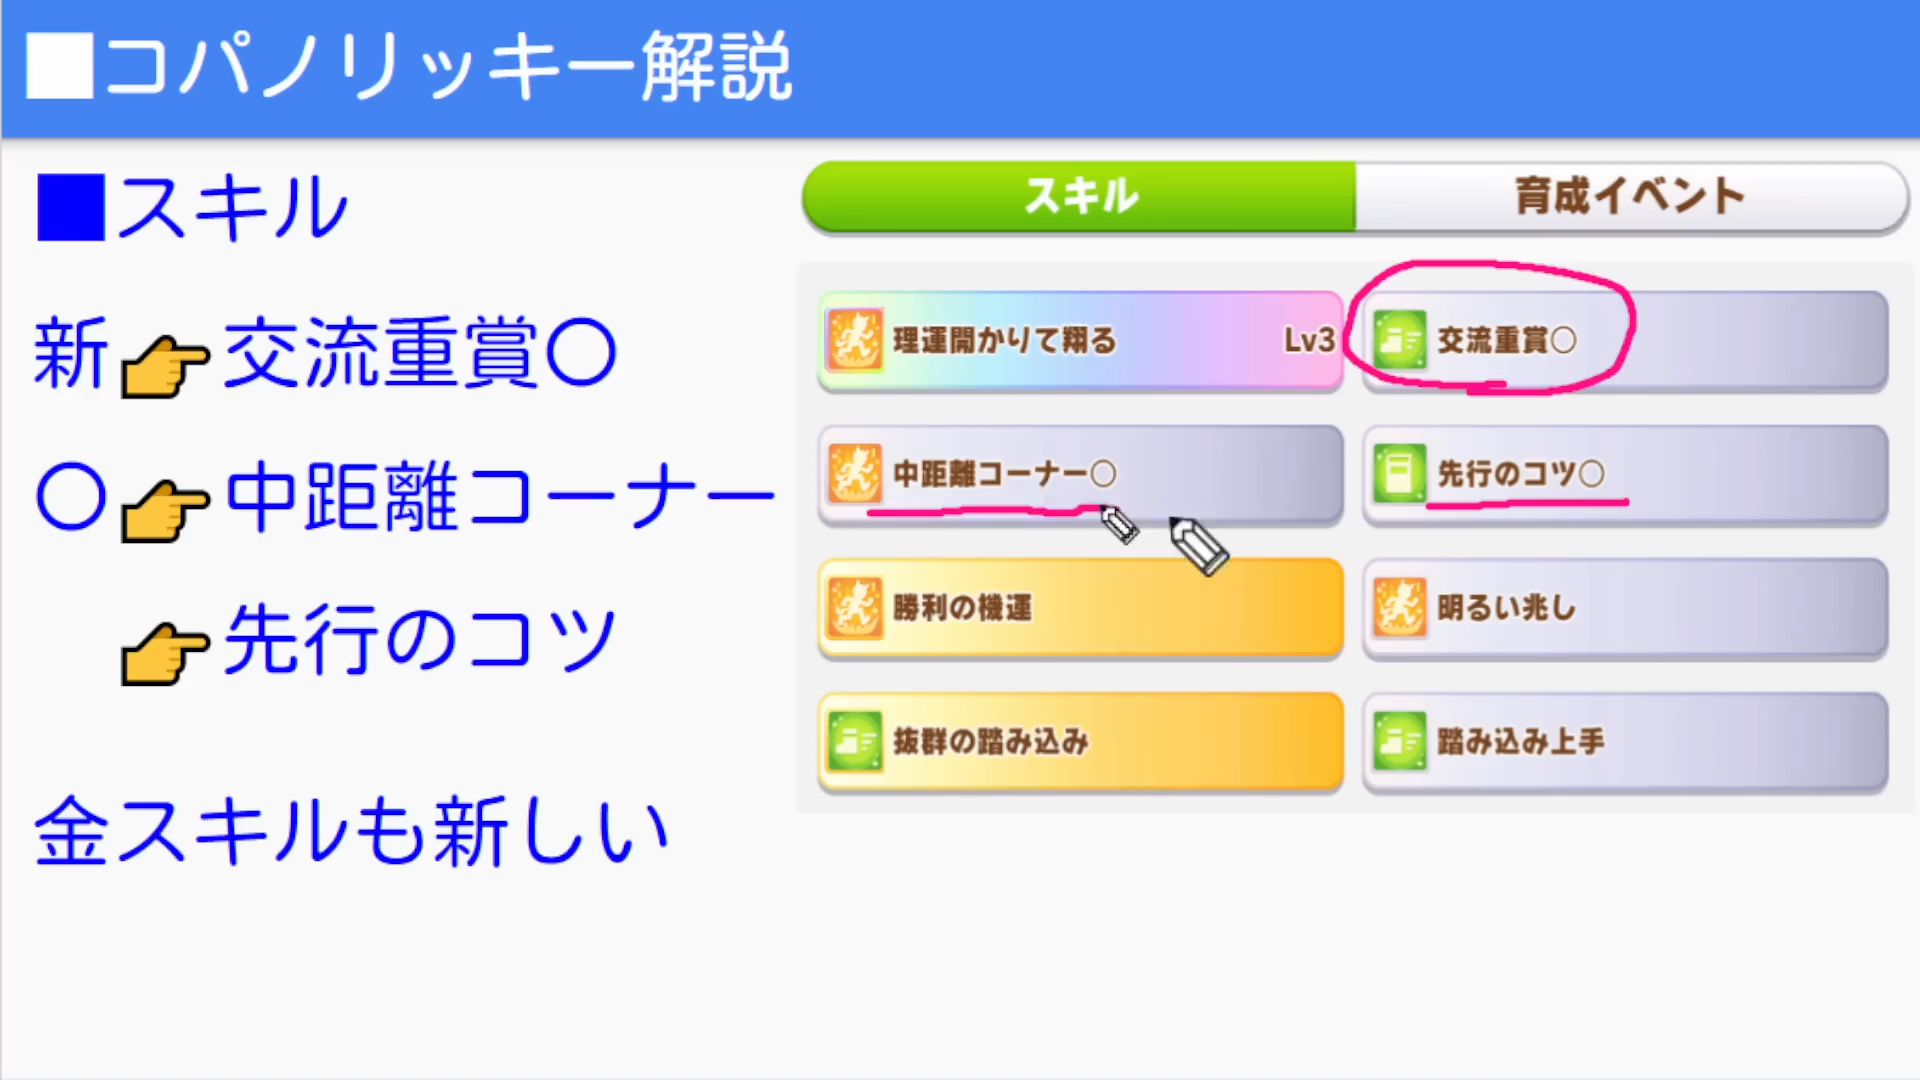 ■コパノリッキー解説
■スキル
新👉交流重賞〇
〇👉中距離コーナー
👉先行のコツ
金スキルも新しい
スキル
育成イベント
理運開かりて翔る Lv3
交流重賞○
中距離コーナー○
先行のコツ○
勝利の機運
明るい兆し
抜群の踏み込み
踏み込み上手